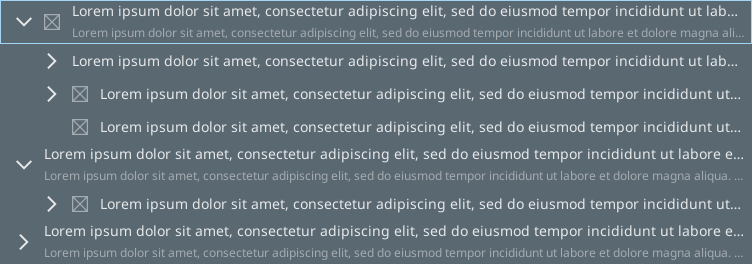 Lorem ipsum dolor sit amet, consectetur adipiscing elit, sed do eiusmod tempor incididunt ut lab...
Lorem ipsum dolor sit amet, consectetur adipiscing elit, sed do eiusmod tempor incididunt ut labore et dolore magna ali...
Lorem ipsum dolor sit amet, consectetur adipiscing elit, sed do eiusmod tempor incididunt ut lab...
Lorem ipsum dolor sit amet, consectetur adipiscing elit, sed do eiusmod tempor incididunt ut...
Lorem ipsum dolor sit amet, consectetur adipiscing elit, sed do eiusmod tempor incididunt ut...
Lorem ipsum dolor sit amet, consectetur adipiscing elit, sed do eiusmod tempor incididunt ut labore e...
Lorem ipsum dolor sit amet, consectetur adipiscing elit, sed do eiusmod tempor incididunt ut labore et dolore magna aliqua. ...
Lorem ipsum dolor sit amet, consectetur adipiscing elit, sed do eiusmod tempor incididunt ut...
Lorem ipsum dolor sit amet, consectetur adipiscing elit, sed do eiusmod tempor incididunt ut labore e...
Lorem ipsum dolor sit amet, consectetur adipiscing elit, sed do eiusmod tempor incididunt ut labore et dolore magna aliqua. ...